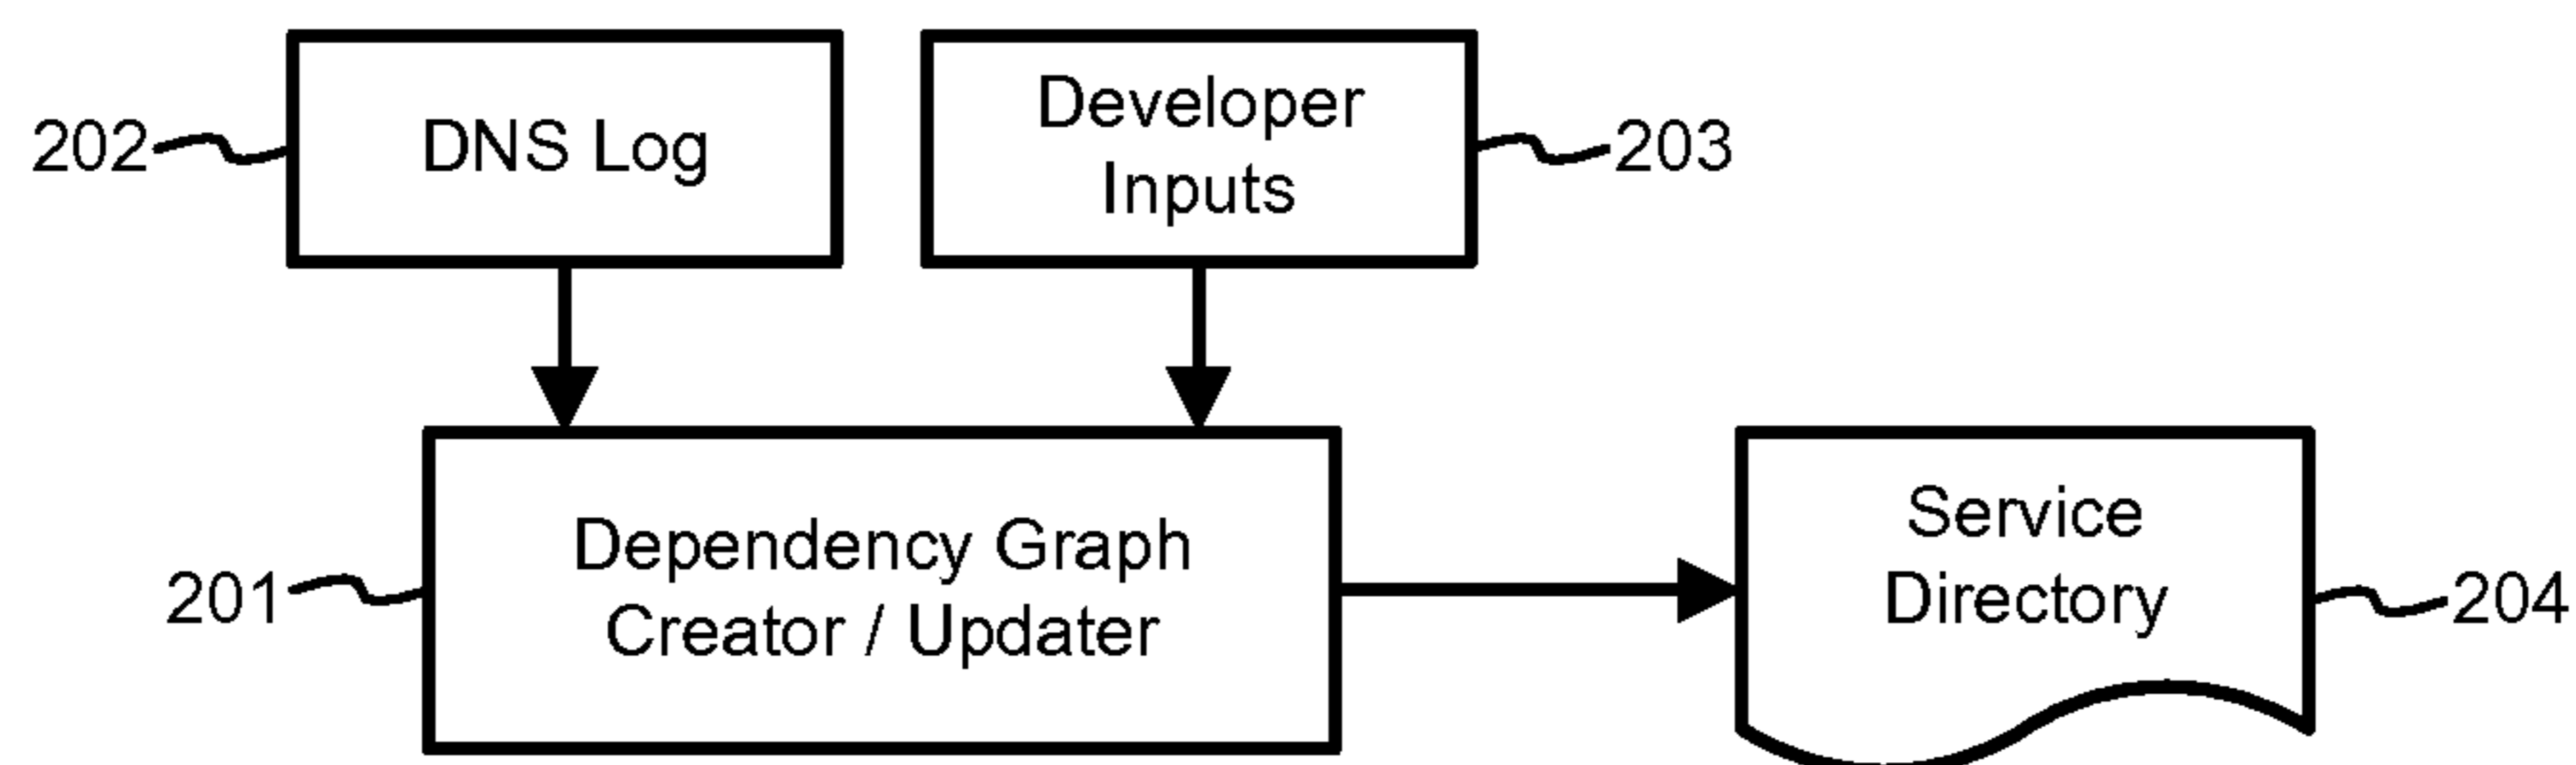 202
DNS Log
Developer
Inputs
203
201
Dependency Graph
Creator / Updater
Service
Directory
204